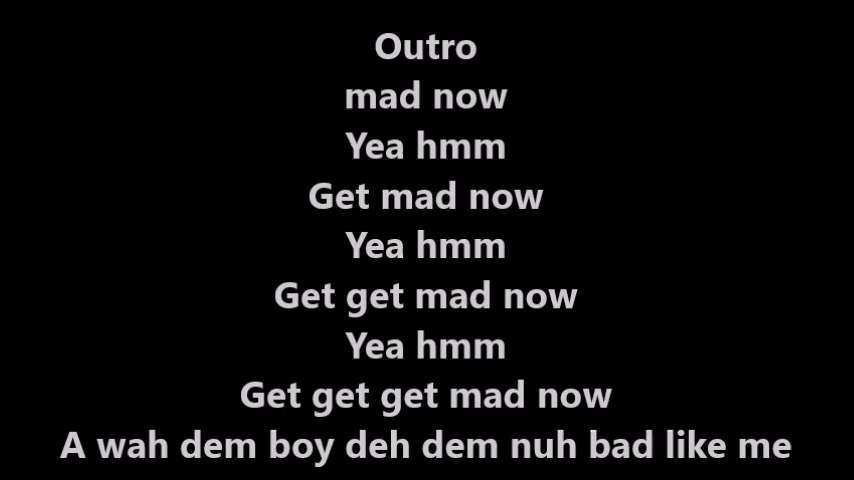 Outro
mad now
Yea hmm
Get mad now
Yea hmm
Get get mad now
Yea hmm
Get get get mad now
A wah dem boy deh dem nuh bad like me